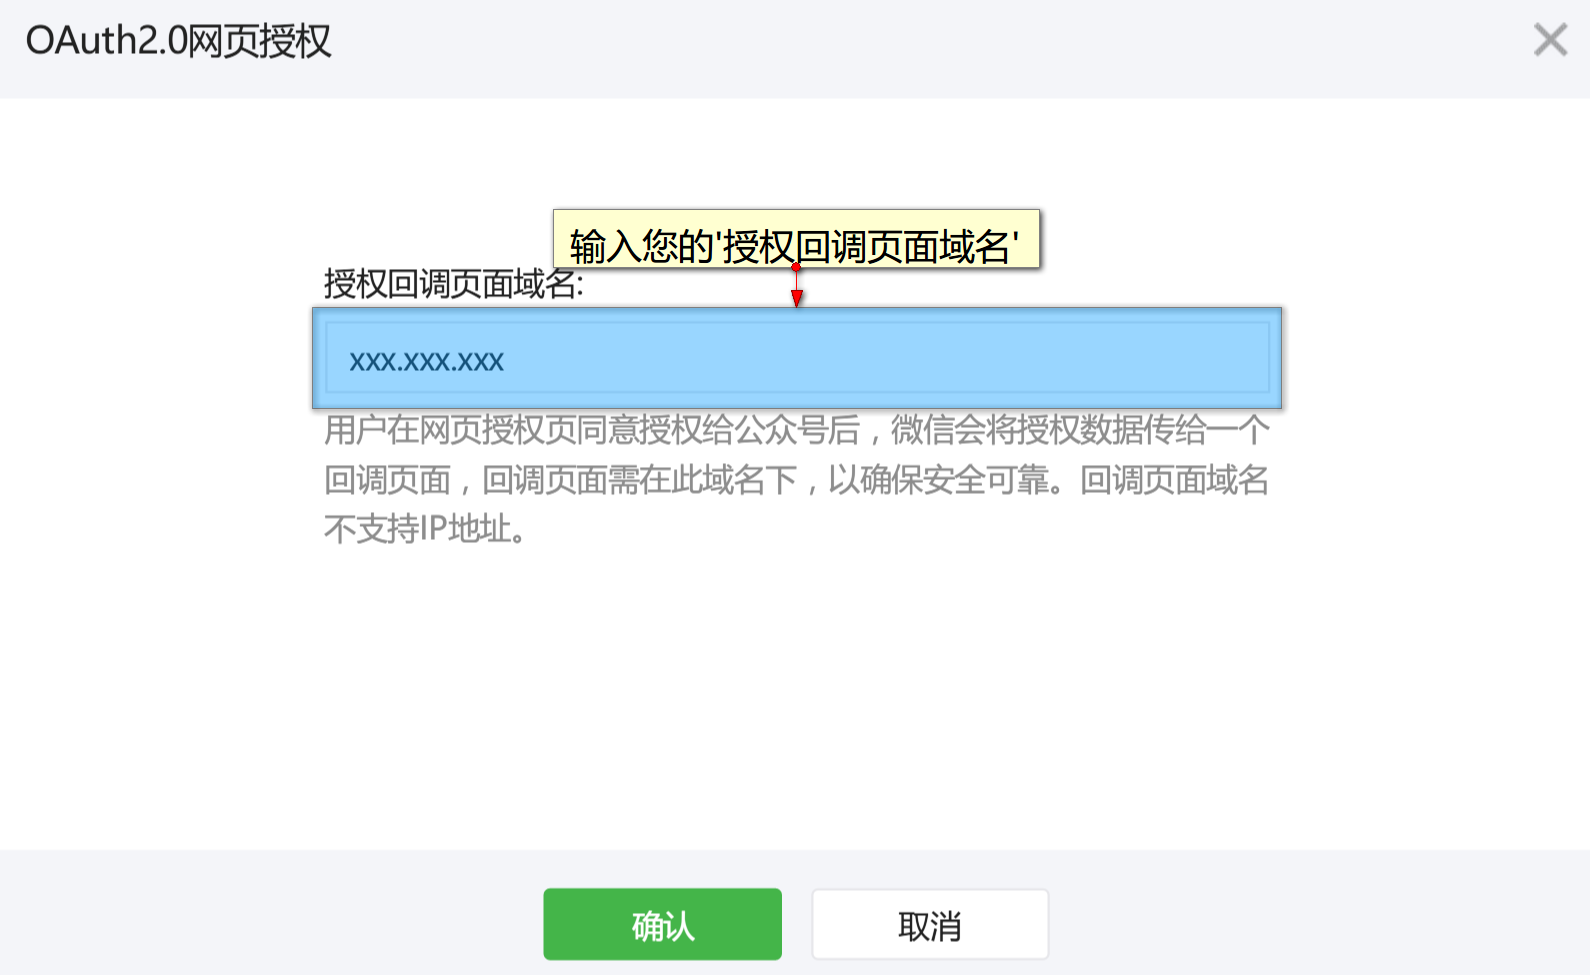 OAuth2.0网页授权
输入您的'授权回调页面域名'
授权回调页面域名:
xxx.xxx.xxx
用户在网页授权页同意授权给公众号后，微信会将授权数据传给一个
回调页面，回调页面需在此域名下，以确保安全可靠。回调页面域名
不支持IP地址。
确认
取消